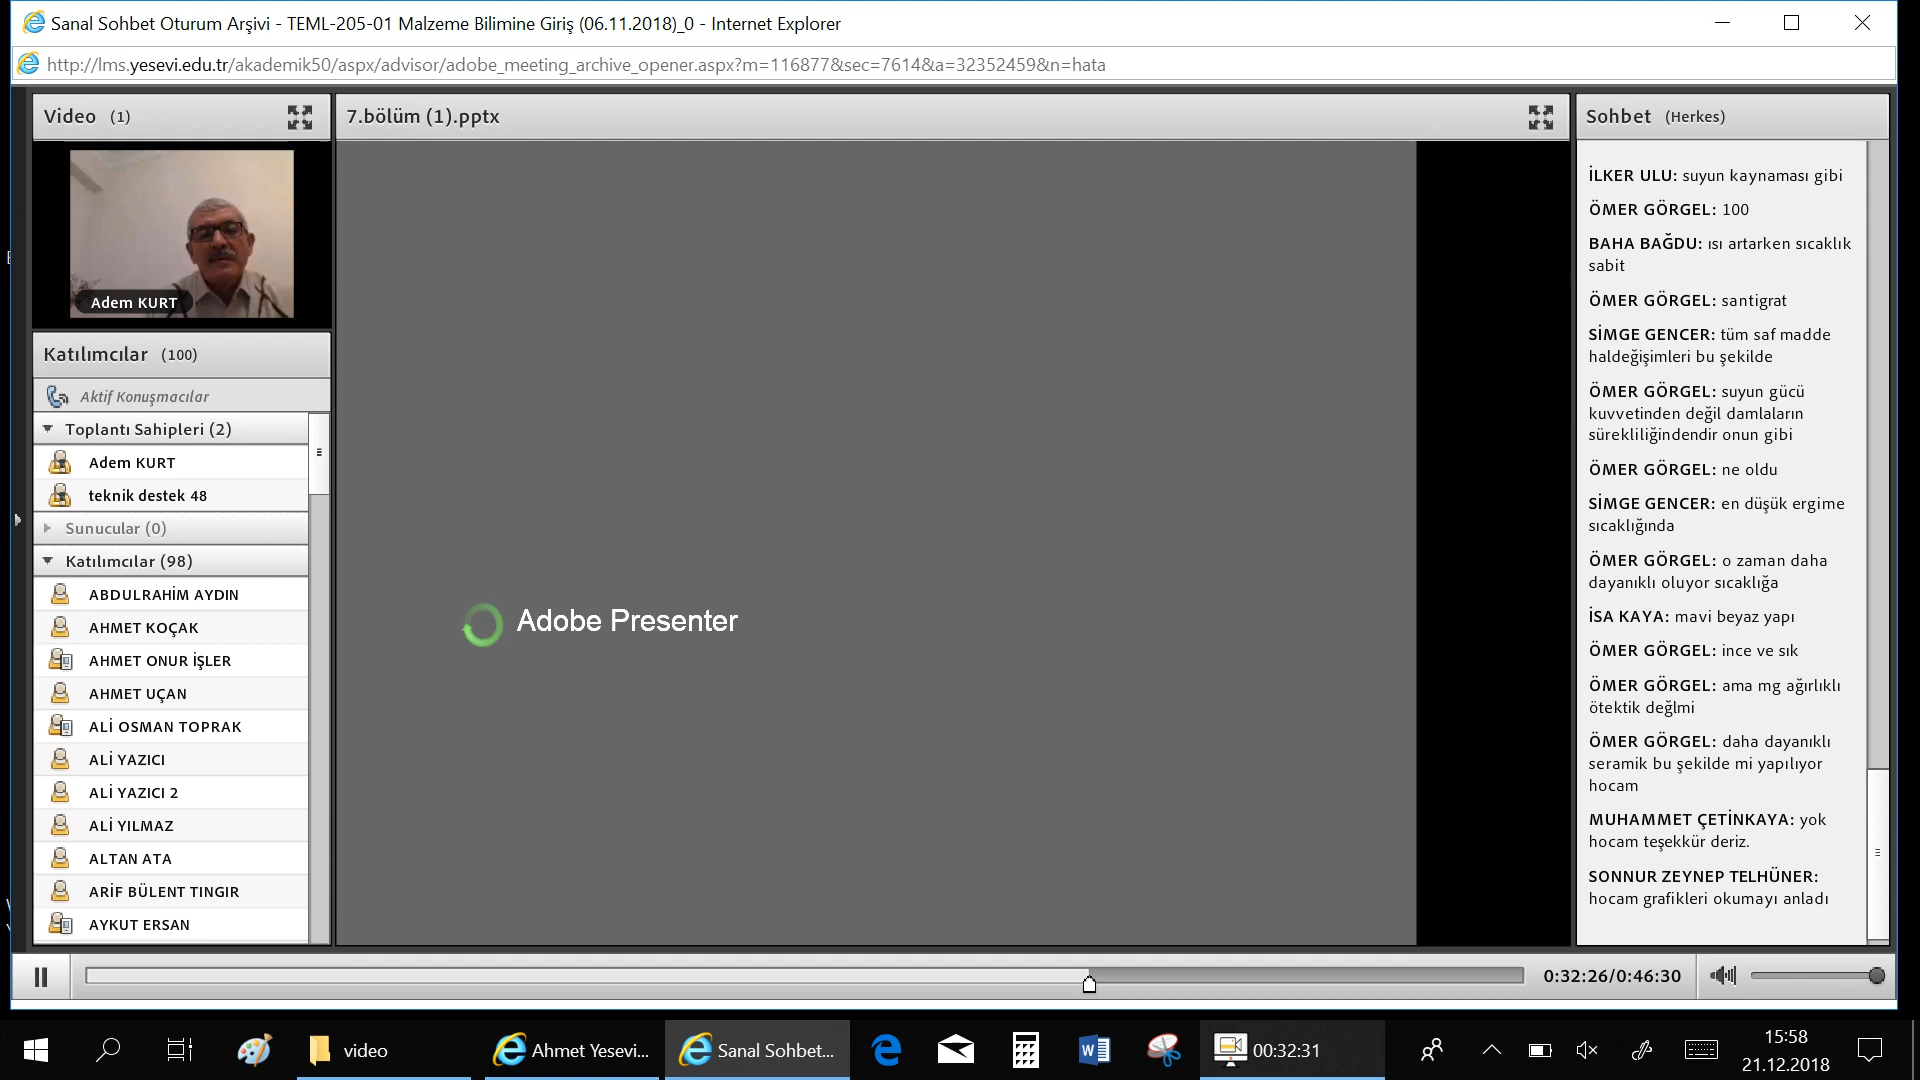 Sanal Sohbet Oturum Arşivi - TEML-205-01 Malzeme Bilimine Giriş (06.11.2018)_0 - Internet Explorer
http://lms.yesevi.edu.tr/akademik50/aspx/advisor/adobe_meeting_archive_opener.aspx?m=116877&sec=7614&a=32352459&n=hata
Video (1)
Adem KURT
Katılımcılar (100)
Aktif Konuşmacılar
Toplantı Sahipleri (2)
Adem KURT
teknik destek 48
Sunucular (0)
Katılımcılar (98)
ABDULRAHİM AYDIN
AHMET KOÇAK
AHMET ONUR İŞLER
AHMET UÇAN
ALİ OSMAN TOPRAK
ALİ YAZICI
ALİ YAZICI 2
ALİ YILMAZ
ALTAN ATA
ARİF BÜLENT TINGIR
AYKUT ERSAN
7.bölüm (1).pptx
Adobe Presenter
Sohbet (Herkes)
İLKER ULU: suyun kaynaması gibi
ÖMER GÖRGEL: 100
BAHA BAĞDU: ısı artarken sıcaklık
sabit
ÖMER GÖRGEL: santigrat
SİMGE GENCER: tüm saf madde
haldeğişimleri bu şekilde
ÖMER GÖRGEL: suyun gücü
kuvvetinden değil damlaların
sürekliliğindendir onun gibi
ÖMER GÖRGEL: ne oldu
SİMGE GENCER: en düşük ergime
sıcaklığında
ÖMER GÖRGEL: o zaman daha
dayanıklı oluyor sıcaklığa
İSA KAYA: mavi beyaz yapı
ÖMER GÖRGEL: ince ve sık
ÖMER GÖRGEL: ama mg ağırlıklı
ötektik değlmi
ÖMER GÖRGEL: daha dayanıklı
seramik bu şekilde mi yapılıyor
hocam
MUHAMMET ÇETİNKAYA: yok
hocam teşekkür deriz.
SONNUR ZEYNEP TELHÜNER:
hocam grafikleri okumayı anladı
0:32:26/0:46:30
video
Ahmet Yesevi...
Sanal Sohbet...
00:32:31
15:58
21.12.2018